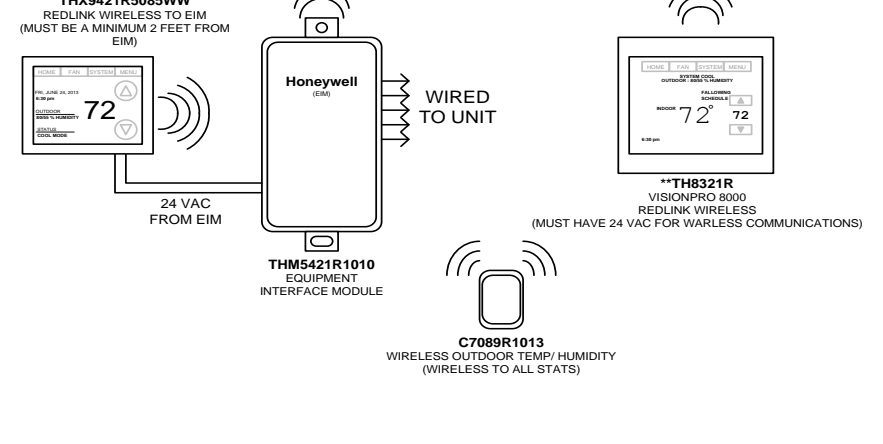 THX9421R5085WW
REDLINK WIRELESS TO EIM
(MUST BE A MINIMUM 2 FEET FROM
EIM)
HOME FAN SYSTEM MENU
FRI, JUNE 24, 2013
6:30 pm
OUTDOOR
80/55 % HUMIDITY
STATUS
COOL MODE
72
24 VAC
FROM EIM
Honeywell
(EIM)
WIRED
TO UNIT
THM5421R1010
EQUIPMENT
INTERFACE MODULE
HOME FAN SYSTEM MENU
SYSTEM COOL
OUTDOOR : 80/55 % HUMIDITY
FALLOWING
SCHEDULE
INDOOR 72° 72
6:30 pm
**TH8321R
VISIONPRO 8000
REDLINK WIRELESS
(MUST HAVE 24 VAC FOR WARLESS COMMUNICATIONS)
C7089R1013
WIRELESS OUTDOOR TEMP/ HUMIDITY
(WIRELESS TO ALL STATS)